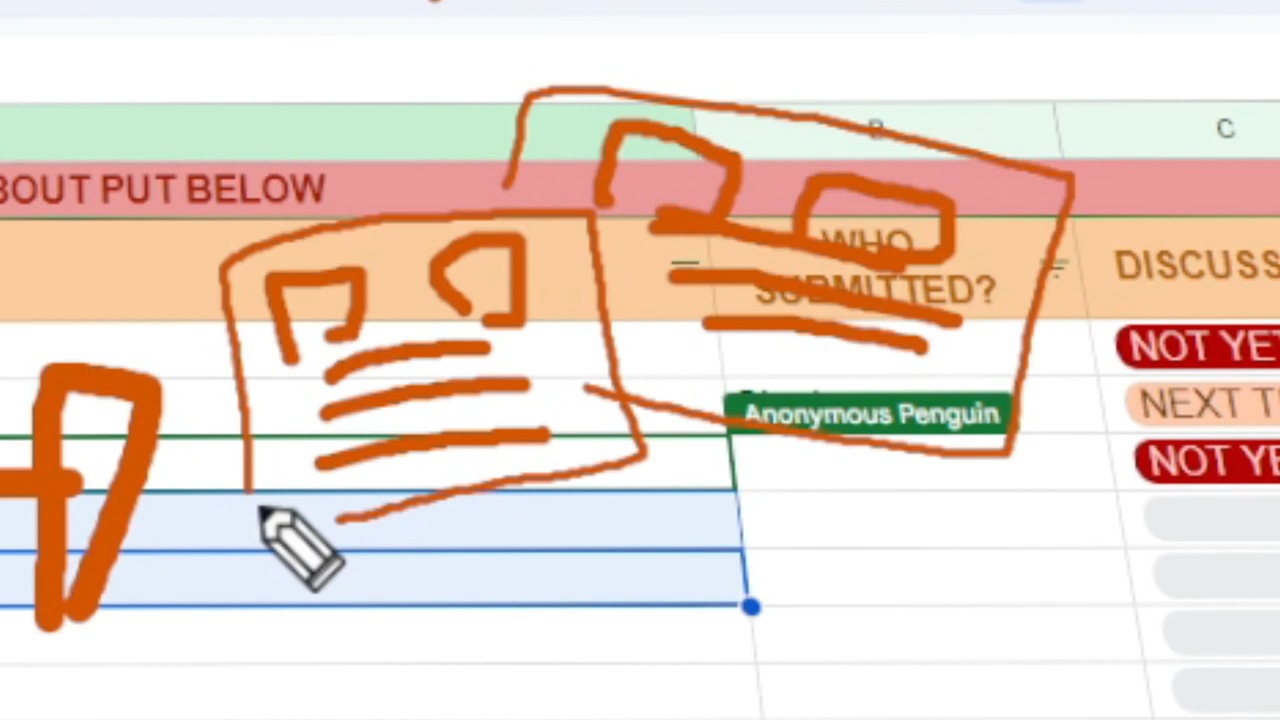 B
C
BOUT PUT BELOW
WHO
SUBMITTED?
DISCUSS
NOT YET
Anonymous Penguin
NEXT T
NOT YE